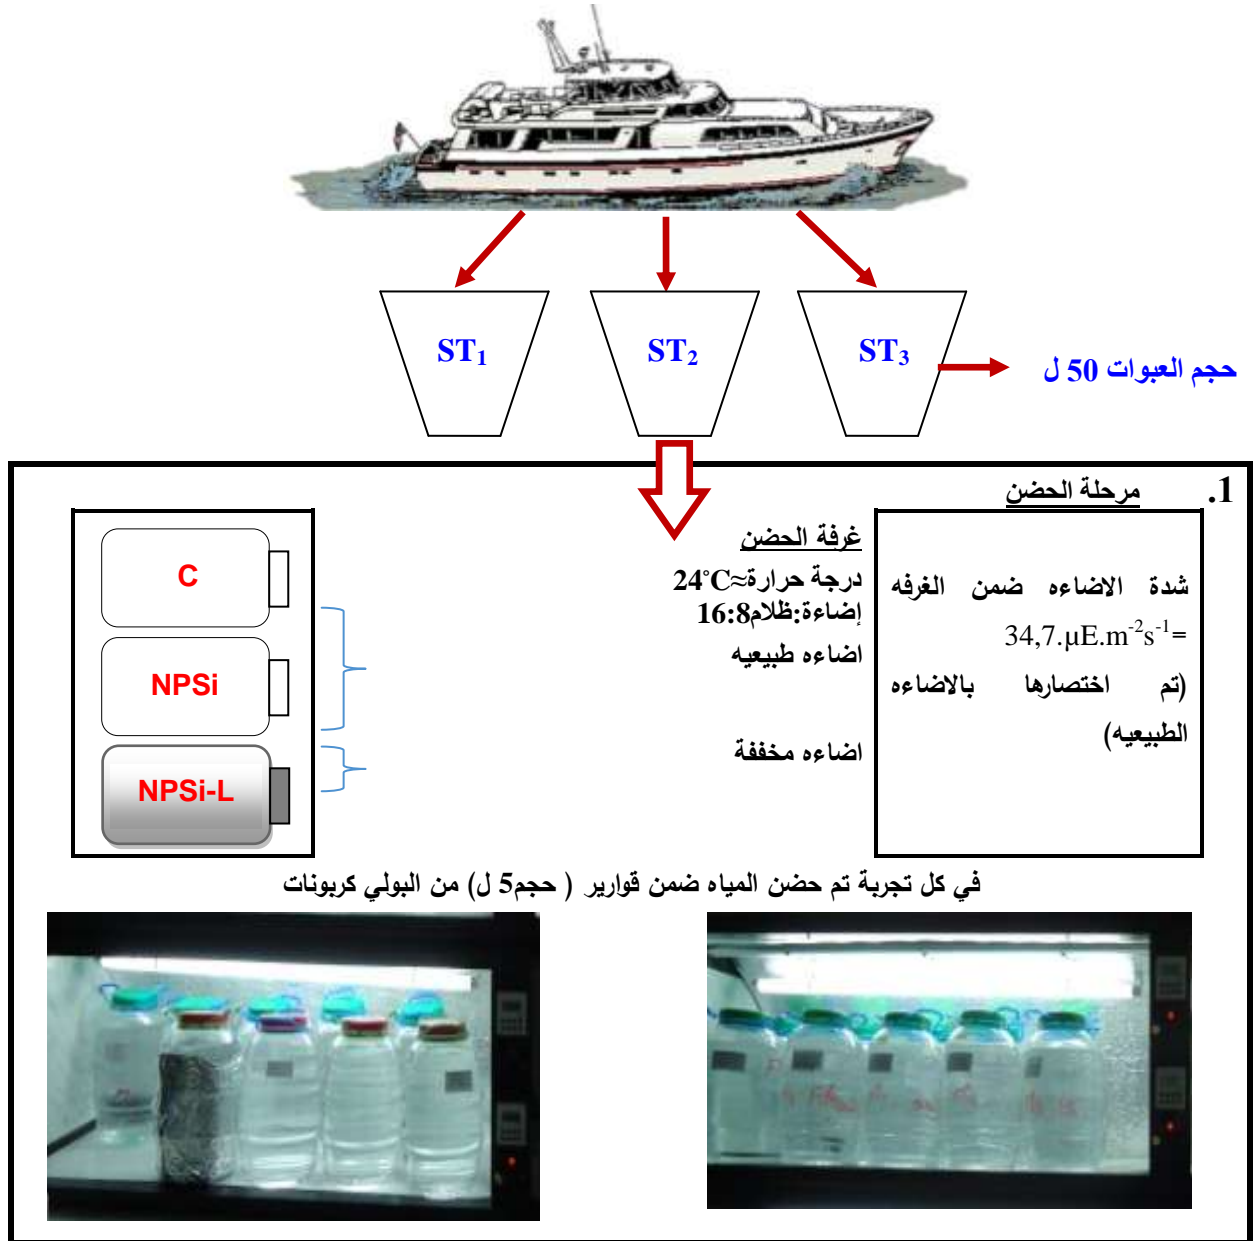 ST1
ST2
ST3
حجم العبوات 50 ل
1. مرحلة الحضن
شدة الاضاءه ضمن الغرفه
=34,7.µE.m-2s-1
(تم اختصارها بالاضاءه
الطبيعيه)
غرفة الحضن
درجة حرارة≈24°C
إضاءة:ظلام16:8
اضاءه طبيعيه
اضاءه مخففة
C
NPSi
NPSi-L
في كل تجربة تم حضن المياه ضمن قوارير ( حجم5 ل) من البولي كربونات